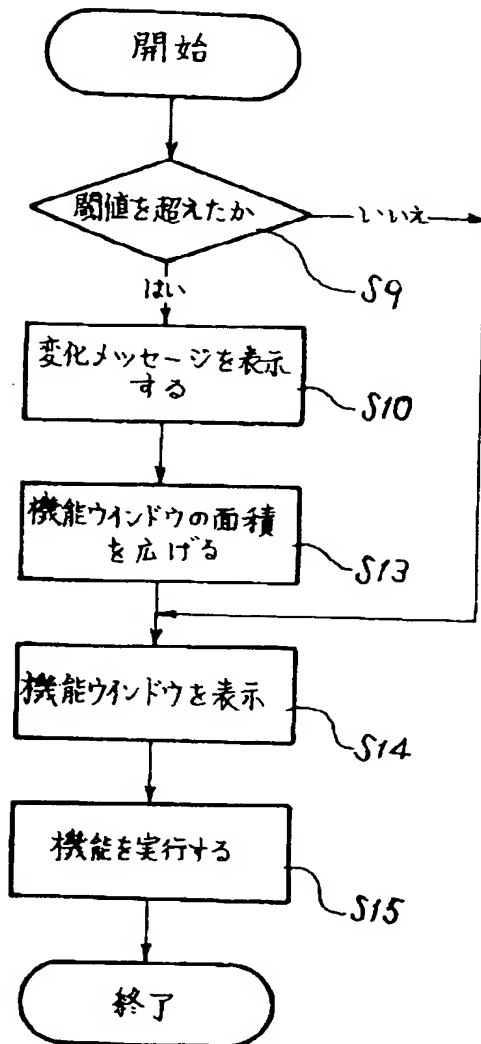 開始
閾値を超えたか
いいえ
S9
はい
変化メッセージを表示
する
S10
機能ウインドウの面積
を広げる
S13
機能ウインドウを表示
S14
機能を実行する
S15
終了